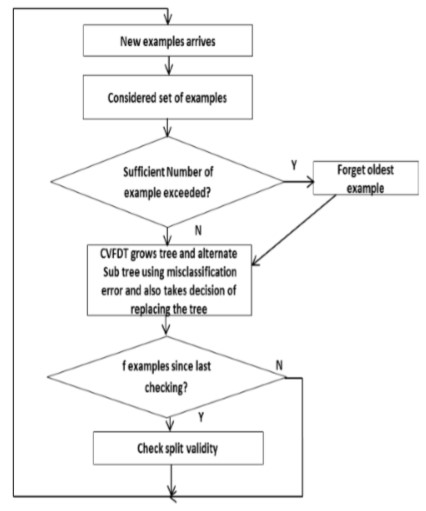 New examples arrives
Considered set of examples
Sufficient Number of
example exceeded?
Y
Forget oldest
example
N
CVFDT grows tree and alternate
Sub tree using misclassification
error and also takes decision of
replacing the tree
f examples since last
checking?
N
Y
Check split validity